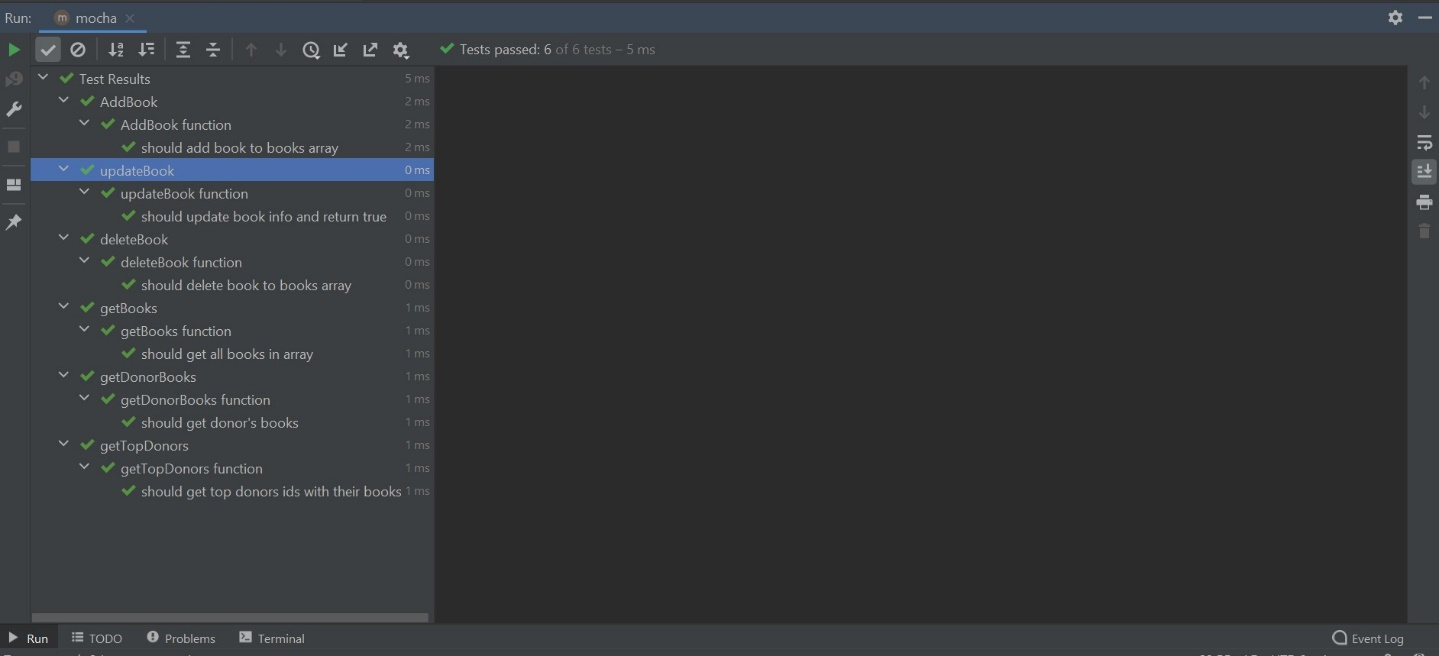 Run: mocha
Tests passed: 6 of 6 tests – 5 ms
Test Results 5 ms
AddBook 2 ms
AddBook function 2 ms
should add book to books array 2 ms
updateBook 0 ms
updateBook function 0 ms
should update book info and return true 0 ms
deleteBook 0 ms
deleteBook function 0 ms
should delete book to books array 0 ms
getBooks 1 ms
getBooks function 1 ms
should get all books in array 1 ms
getDonorBooks 1 ms
getDonorBooks function 1 ms
should get donor's books 1 ms
getTopDonors 1 ms
getTopDonors function 1 ms
should get top donors ids with their books 1 ms
Run TODO Problems Terminal Event Log